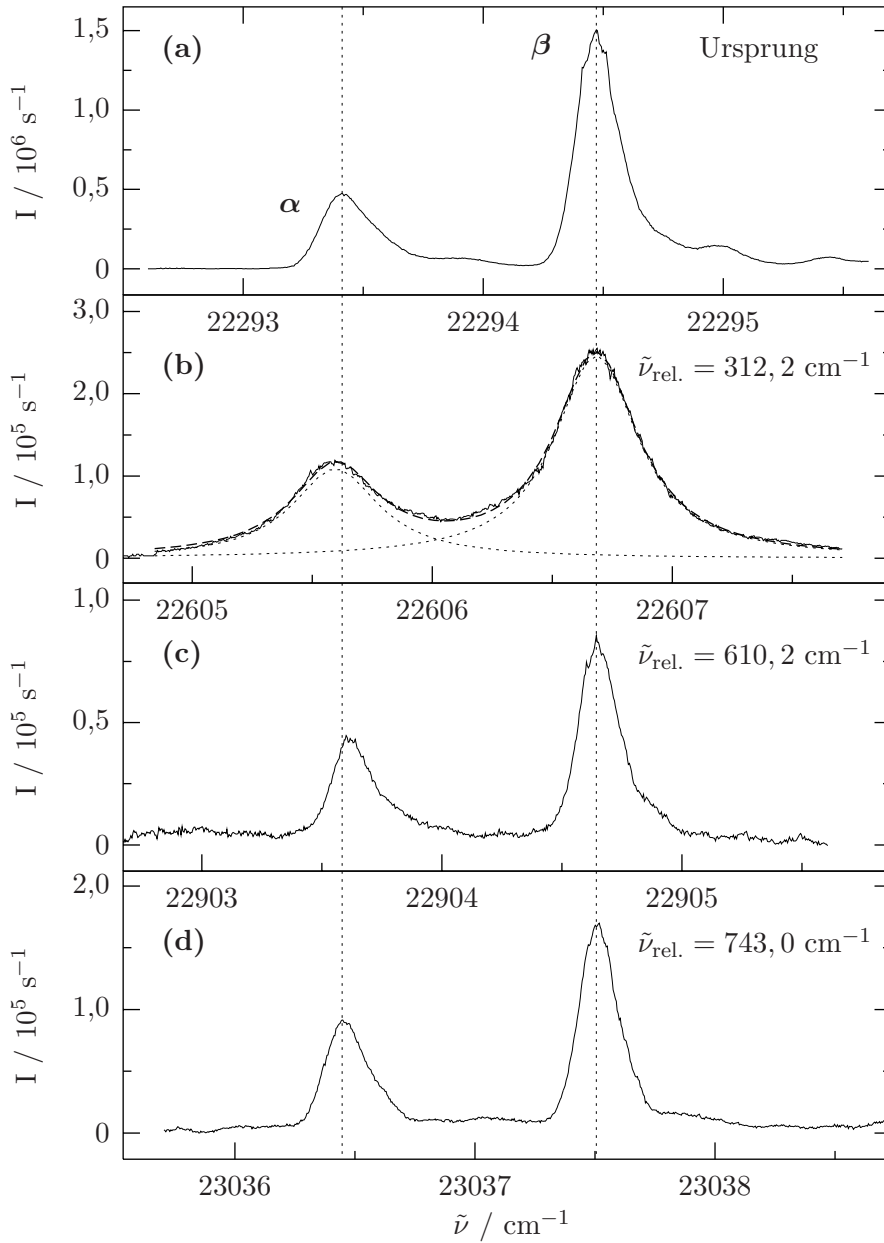 (a)
α
β
Ursprung
1,5
1,0
0,5
0
I / 10⁶ s⁻¹
22293 22294 22295
(b)
ν̃rel. = 312,2 cm⁻¹
3,0
2,0
1,0
0
I / 10⁵ s⁻¹
22605 22606 22607
(c)
ν̃rel. = 610,2 cm⁻¹
1,0
0,5
0
I / 10⁵ s⁻¹
22903 22904 22905
(d)
ν̃rel. = 743,0 cm⁻¹
2,0
1,0
0
I / 10⁵ s⁻¹
23036 23037 23038
ν̃ / cm⁻¹